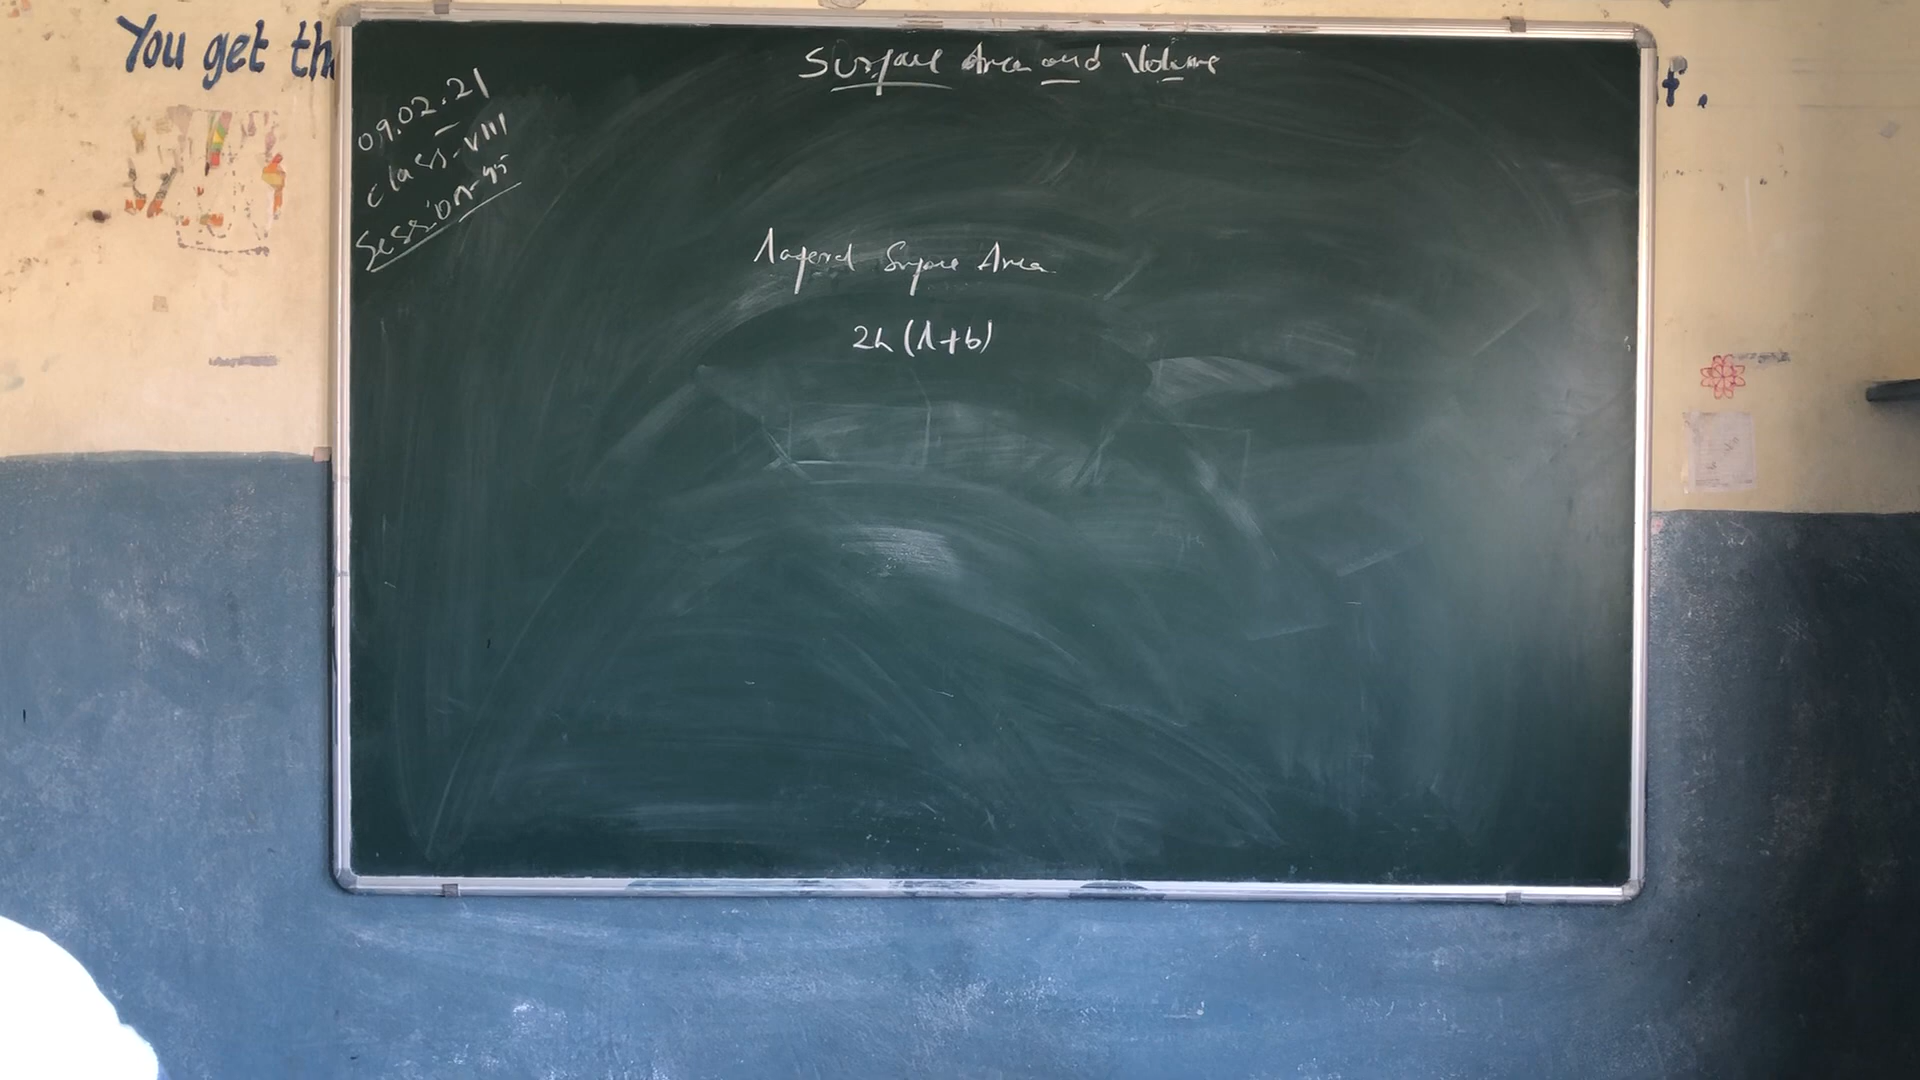 You get th
t.
Surface Area and Volume
09.02.21
Class-VIII
Session-45
Lateral Surface Area
2h(l+b)